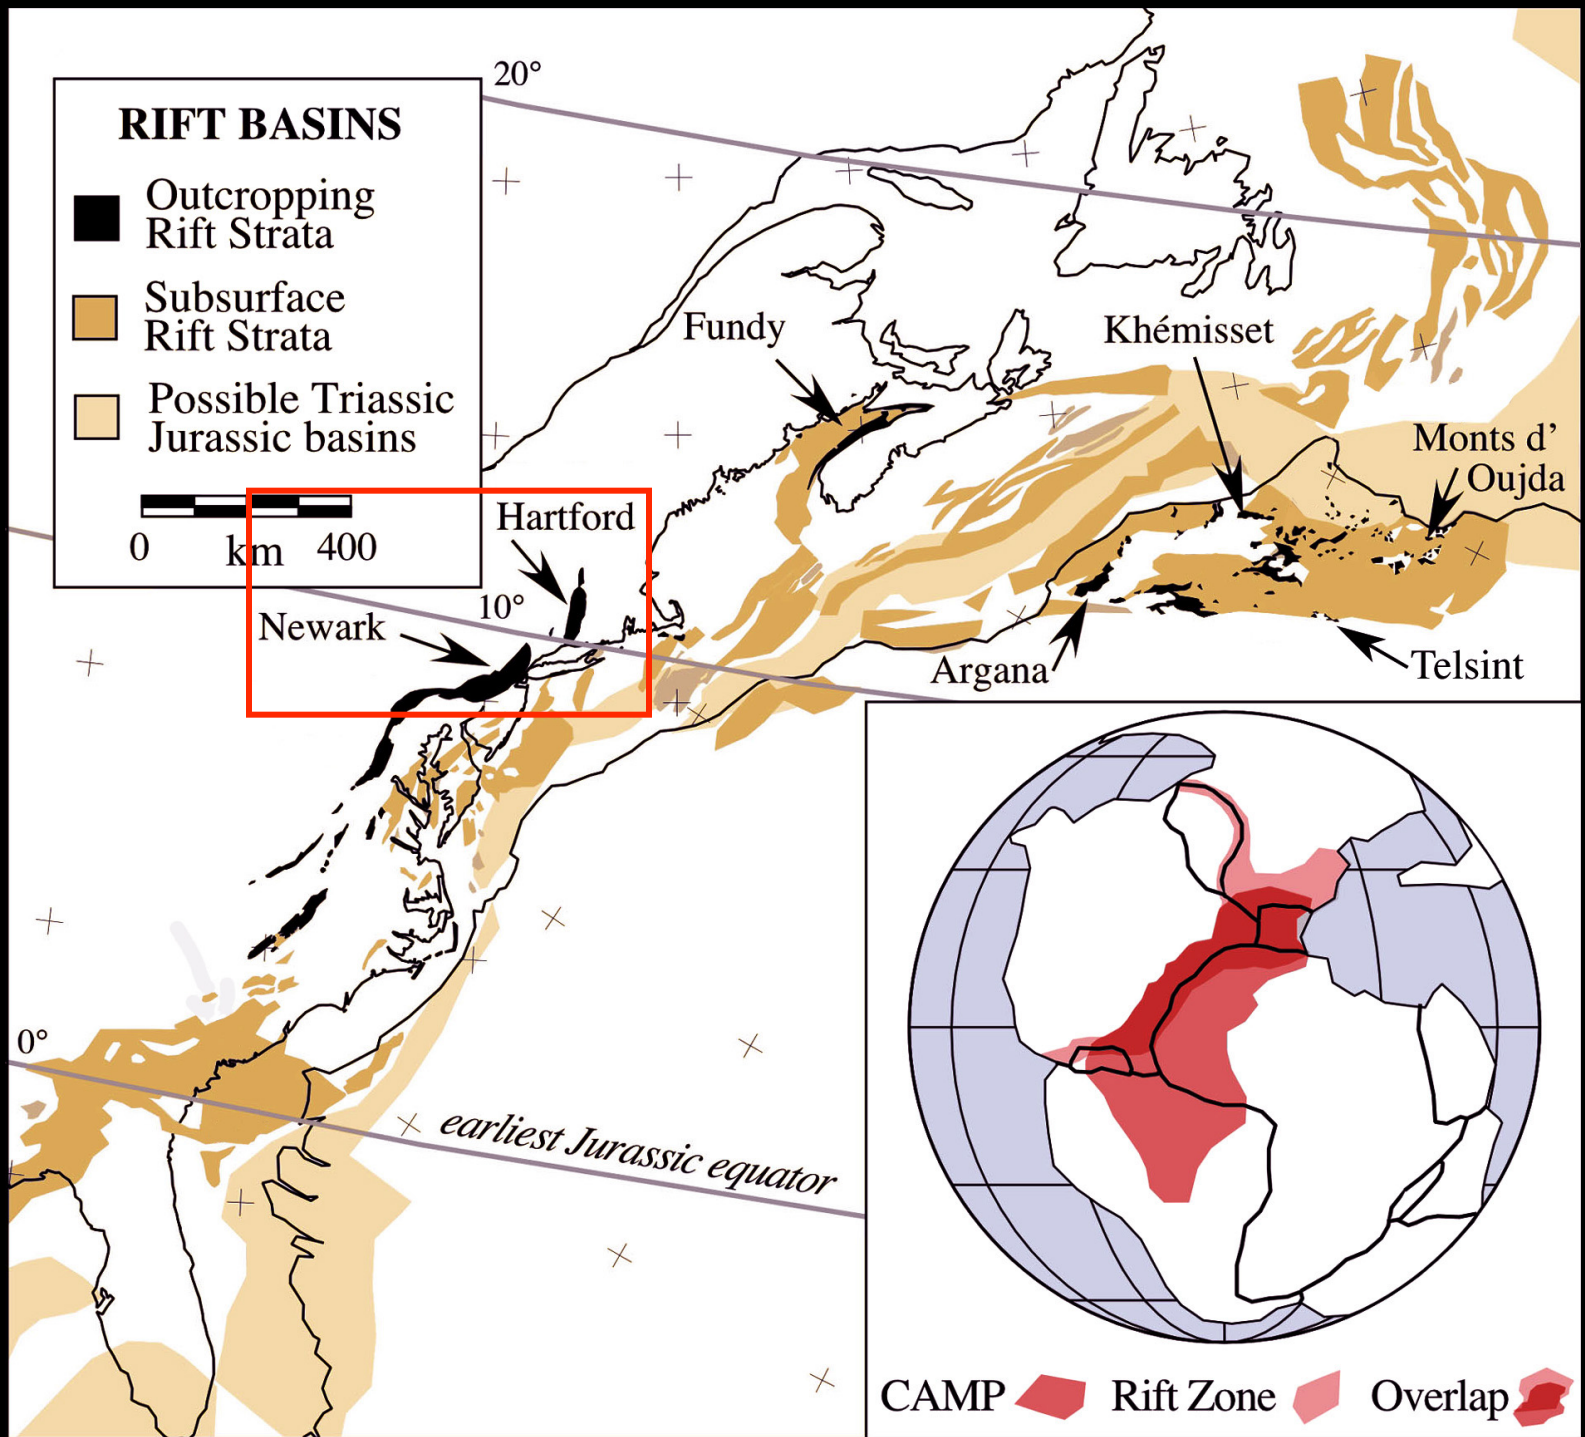 20°
RIFT BASINS
Outcropping
Rift Strata
Subsurface
Rift Strata
Possible Triassic
Jurassic basins
0 km 400
Fundy
Khémisset
Monts d'
Oujda
Hartford
10°
Newark
Argana
Telsint
0°
earliest Jurassic equator
CAMP
Rift Zone
Overlap